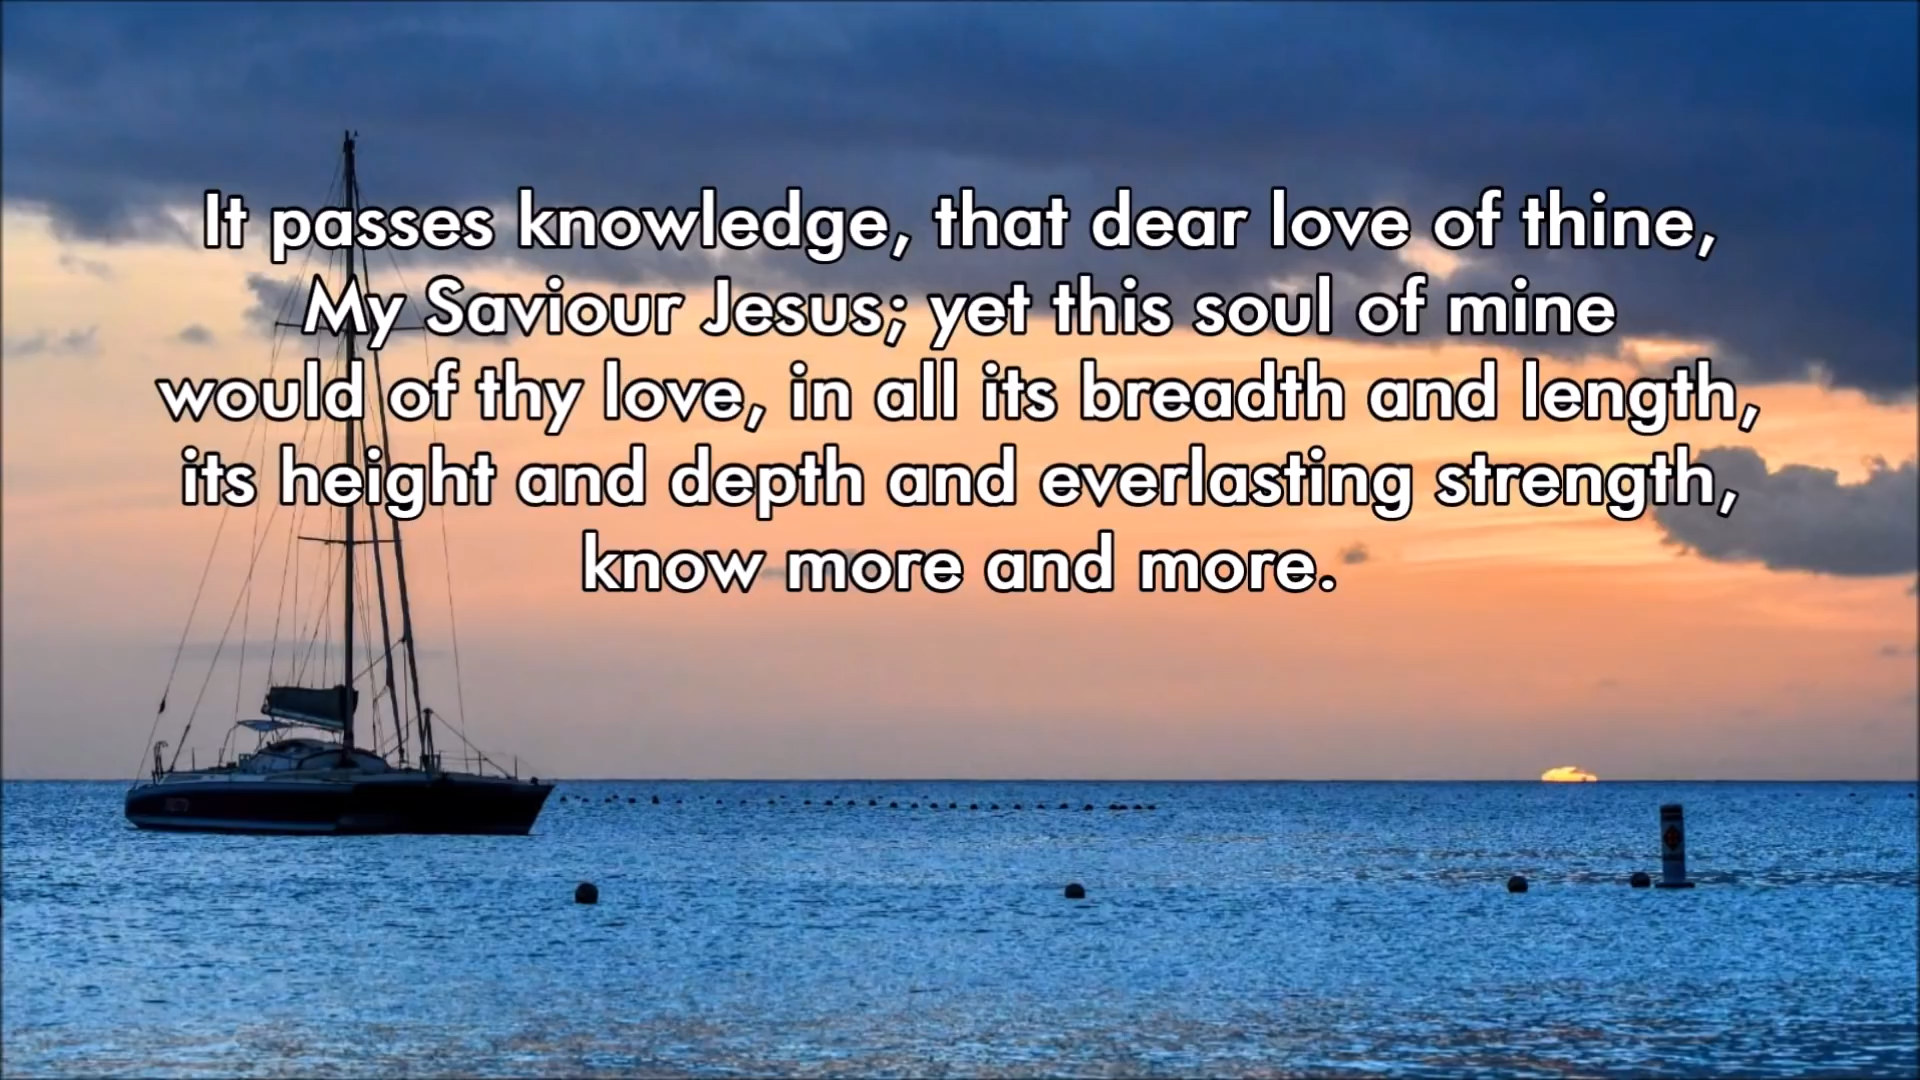 It passes knowledge, that dear love of thine,
My Saviour Jesus; yet this soul of mine
would of thy love, in all its breadth and length,
its height and depth and everlasting strength,
know more and more.